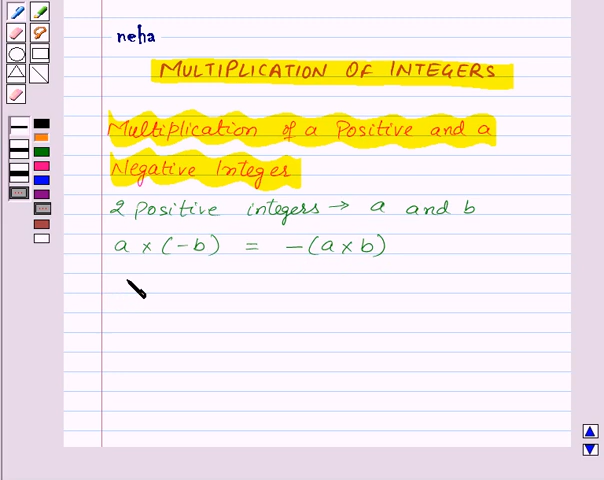 neha
MULTIPLICATION OF INTEGERS
Multiplication of a Positive and a
Negative Integer
2 Positive integers → a and b
a × (-b) = -(a × b)